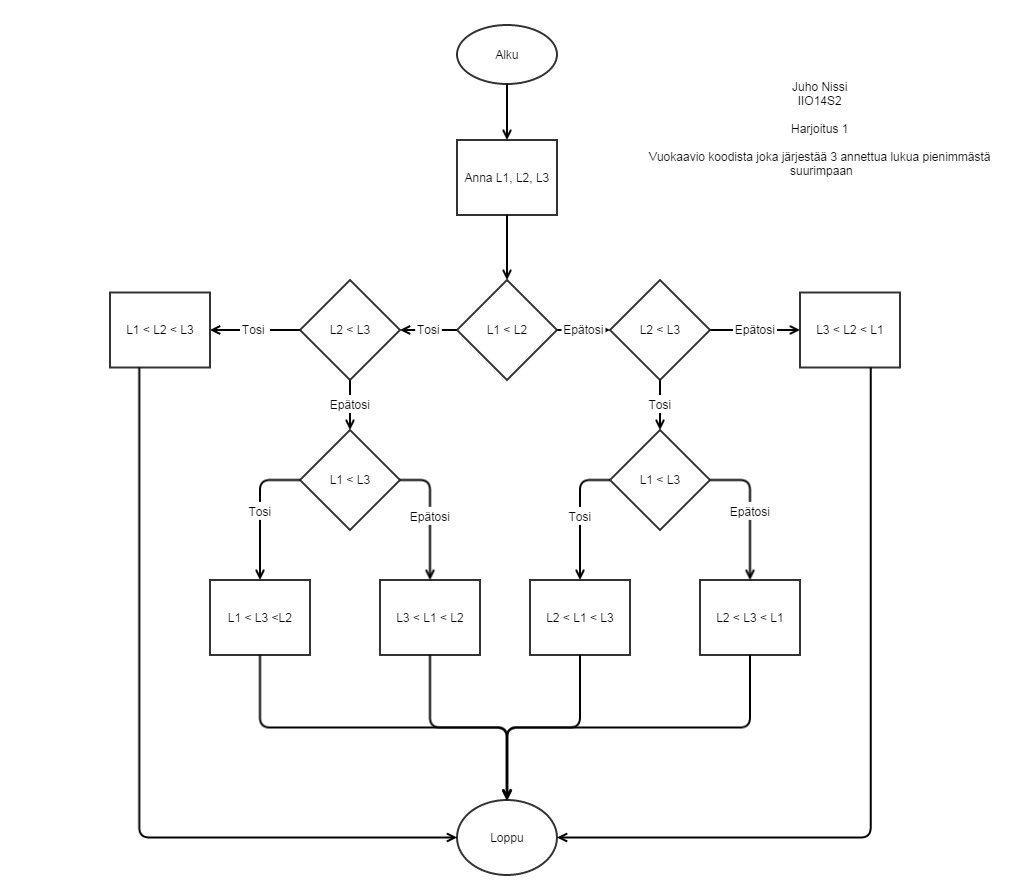 Alku
Juho Nissi
IIO14S2
Harjoitus 1
Vuokaavio koodista joka järjestää 3 annettua lukua pienimmästä
suurimpaan
Anna L1, L2, L3
L1 < L2 < L3
Tosi
L2 < L3
Tosi
L1 < L2
Epätosi
L2 < L3
Epätosi
L3 < L2 < L1
Epätosi
Tosi
L1 < L3
L1 < L3
Tosi
Epätosi
Tosi
Epätosi
L1 < L3 <L2
L3 < L1 < L2
L2 < L1 < L3
L2 < L3 < L1
Loppu